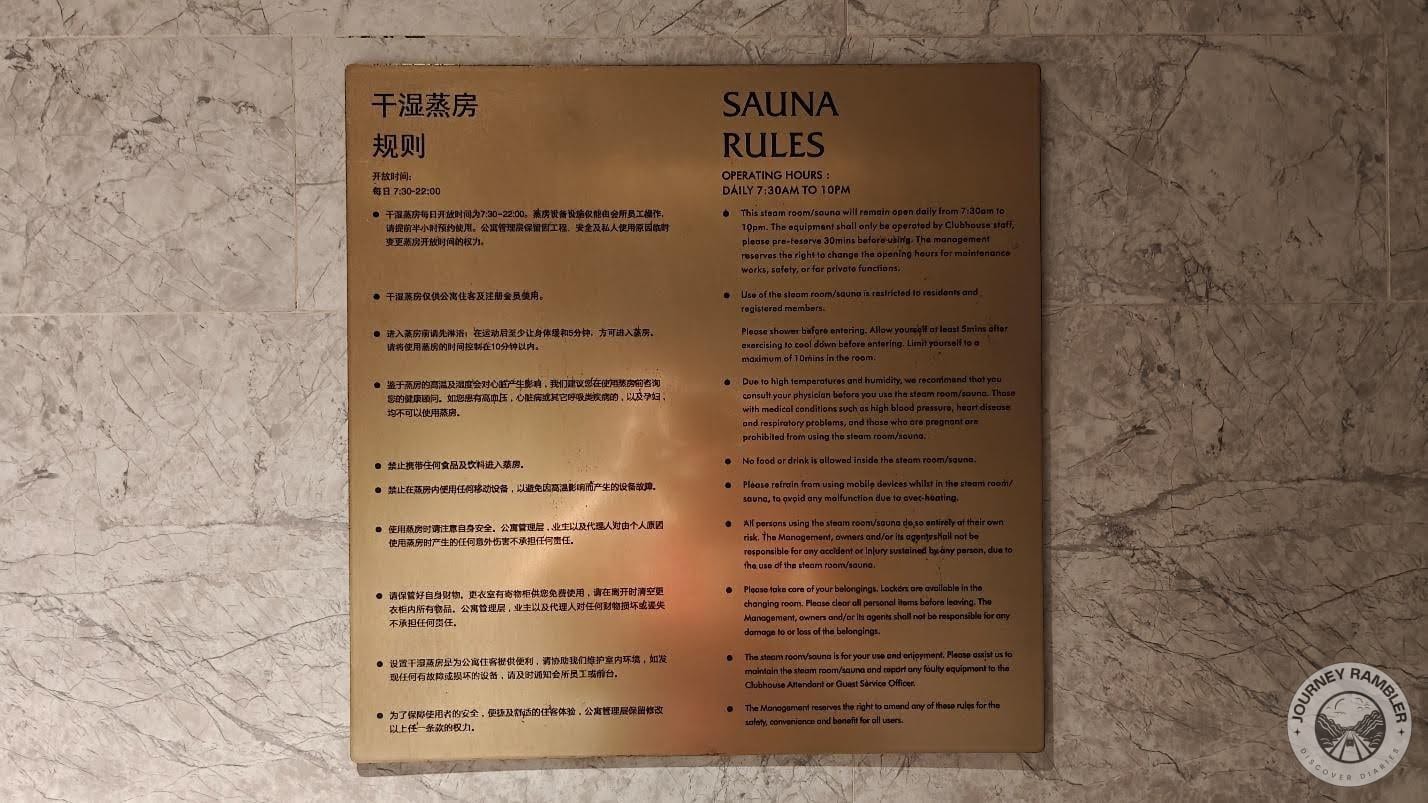 干湿蒸房
规则
开放时间:
每日 7:30-22:00
● 干湿蒸房每日开放时间为7:30-22:00。蒸房设备设施仅能由会所员工操作,
请提前半小时预约使用。公寓管理层保留因工程、安全及私人使用原因临时
变更蒸房开放时间的权力。
● 干湿蒸房仅供公寓住客及注册会员使用。
● 进入蒸房前请先淋浴; 在运动后至少让身体缓和5分钟, 方可进入蒸房。
请将使用蒸房的时间控制在10分钟以内。
● 鉴于蒸房的高温及湿度会对心脏产生影响，我们建议您在使用蒸房前咨询
您的健康顾问。如您患有高血压，心脏病或其它呼吸类疾病的，以及孕妇，
均不可以使用蒸房。
● 禁止携带任何食品及饮料进入蒸房。
● 禁止在蒸房内使用任何移动设备，以避免因高温影响而产生的设备故障。
● 使用蒸房时请注意自身安全。公寓管理层，业主以及代理人对由个人原因
使用蒸房时产生的任何意外伤害不承担任何责任。
● 请保管好自身财物。更衣室有寄物柜供您免费使用，请在离开时清空更
衣柜内所有物品。公寓管理层，业主以及代理人对任何财物损坏或遗失
不承担任何责任。
● 设置干湿蒸房是为公寓住客提供便利，请协助我们维护室内环境，如发
现任何有故障或损坏的设备，请及时通知会所员工或前台。
● 为了保障使用者的安全，便捷及舒适的住客体验，公寓管理层保留修改
以上任一条款的权力。
SAUNA
RULES
OPERATING HOURS :
DAILY 7:30AM TO 10PM
● This steam room/sauna will remain open daily from 7:30am to
10pm. The equipment shall only be operated by Clubhouse staff,
please pre-reserve 30mins before using. The management
reserves the right to change the opening hours for maintenance
works, safety, or for private functions.
● Use of the steam room/sauna is restricted to residents and
registered members.
Please shower before entering. Allow yourself at least 5mins after
exercising to cool down before entering. Limit yourself to a
maximum of 10mins in the room.
● Due to high temperatures and humidity, we recommend that you
consult your physician before you use the steam room/sauna. Those
with medical conditions such as high blood pressure, heart disease
and respiratory problems, and those who are pregnant are
prohibited from using the steam room/sauna.
● No food or drink is allowed inside the steam room/sauna.
● Please refrain from using mobile devices whilst in the steam room/
sauna, to avoid any malfunction due to over-heating.
● All persons using the steam room/sauna do so entirely at their own
risk. The Management, owners and/or its agent shall not be
responsible for any accident or injury sustained by any person, due to
the use of the steam room/sauna.
● Please take care of your belongings. Lockers are available in the
changing room. Please clear all personal items before leaving. The
Management, owners and/or its agents shall not be responsible for any
damage to or loss of the belongings.
● The steam room/sauna is for your use and enjoyment. Please assist us to
maintain the steam room/sauna and report any faulty equipment to the
Clubhouse Attendant or Guest Service Officer.
● The Management reserves the right to amend any of these rules for the
safety, convenience and benefit for all users.
JOURNEY RAMBLER
DISCOVER DIARIES